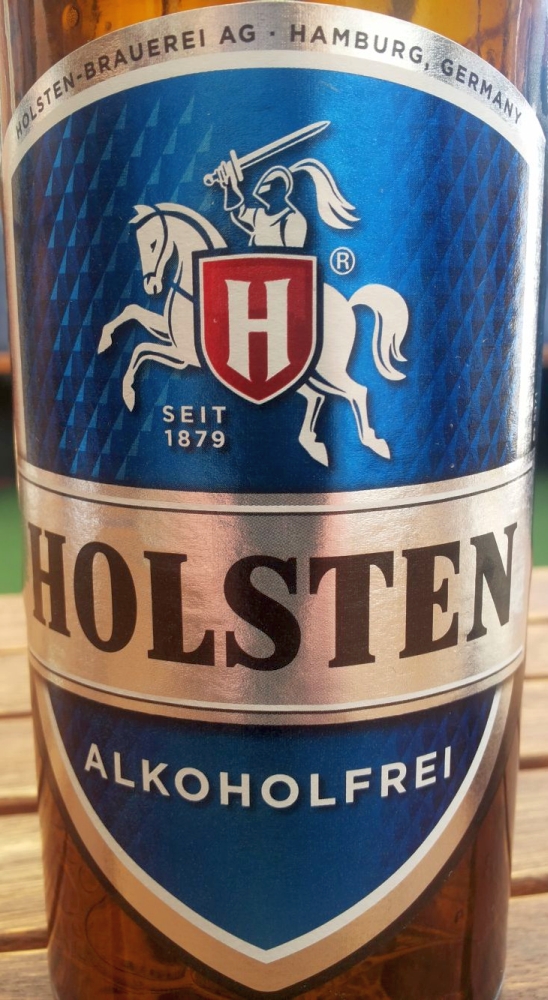 HOLSTEN-BRAUEREI AG · HAMBURG, GERMANY
®
H
SEIT
1879
HOLSTEN
ALKOHOLFREI